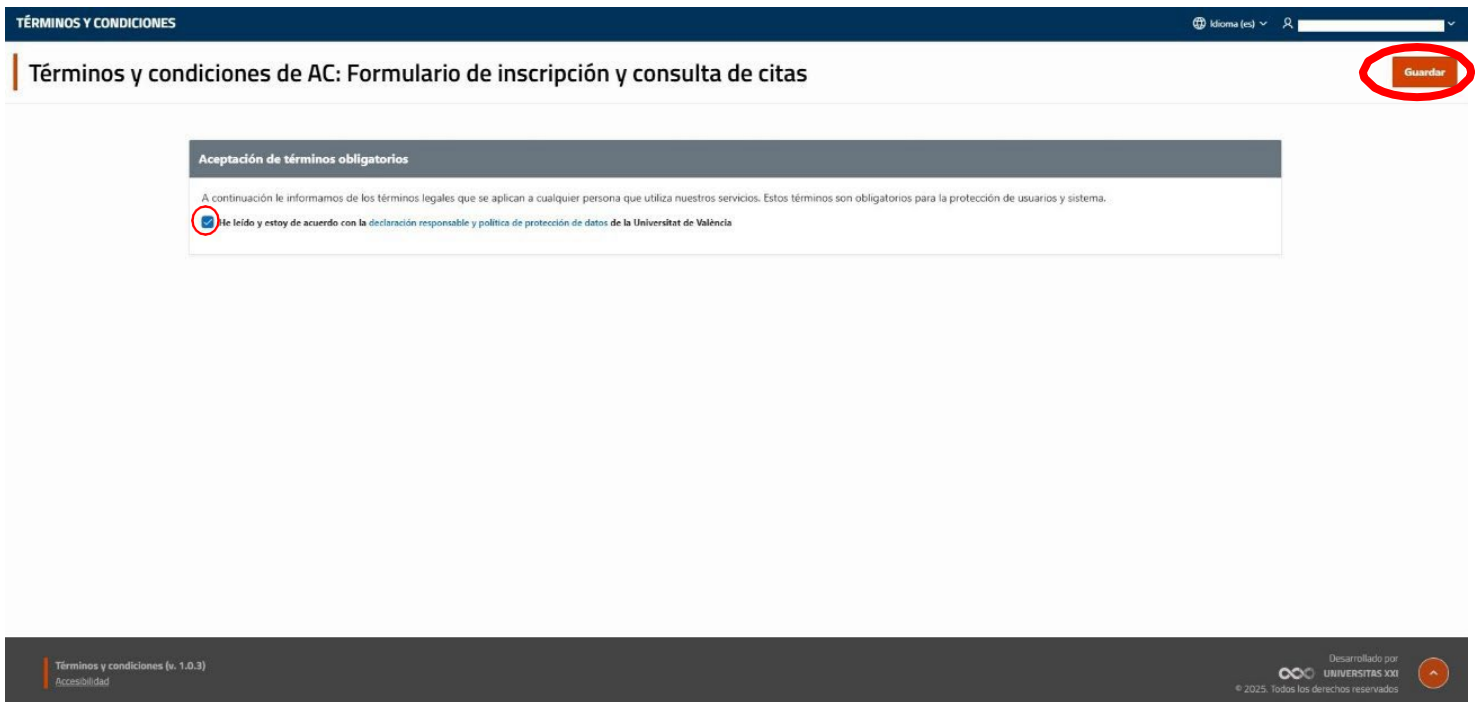 TÉRMINOS Y CONDICIONES
Idioma (es)
Términos y condiciones de AC: Formulario de inscripción y consulta de citas
Guardar
Aceptación de términos obligatorios
A continuación le informamos de los términos legales que se aplican a cualquier persona que utiliza nuestros servicios. Estos términos son obligatorios para la protección de usuarios y sistema.
He leído y estoy de acuerdo con la declaración responsable y política de protección de datos de la Universitat de València
Términos y condiciones (v. 1.0.3)
Accesibilidad
Desarrollado por
UNIVERSITAS XXI
© 2025. Todos los derechos reservados